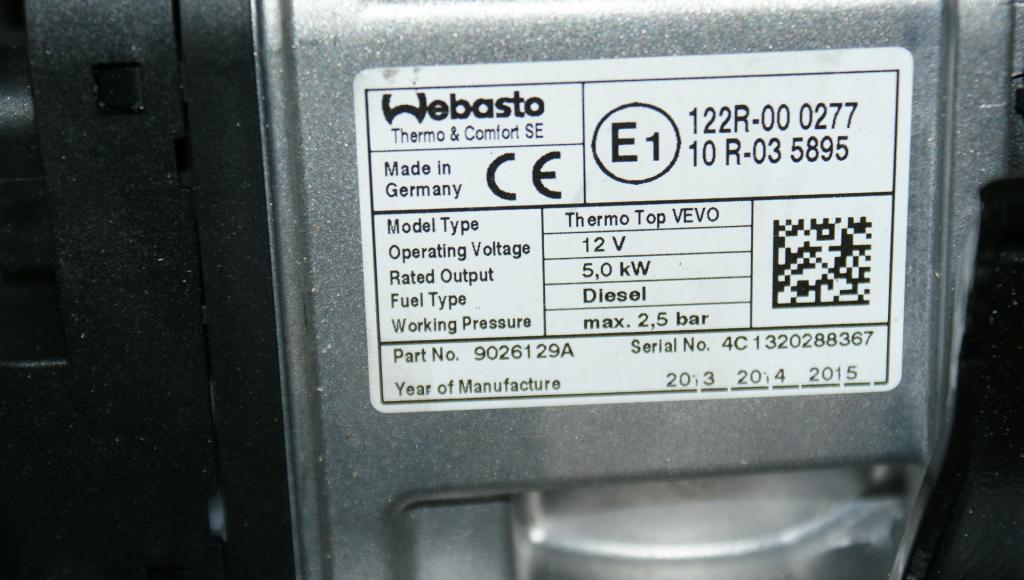 Webasto
Thermo & Comfort SE
Made in
Germany
CE
E1
122R-00 0277
10 R-03 5895
Model Type Thermo Top VEVO
Operating Voltage 12 V
Rated Output 5,0 kW
Fuel Type Diesel
Working Pressure max. 2,5 bar
Part No. 9026129A Serial No. 4C1320288367
Year of Manufacture 2013 2014 2015